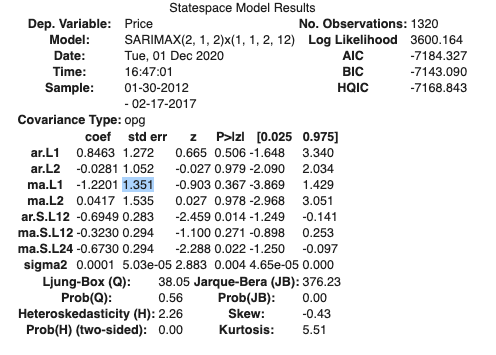 Statespace Model Results
Dep. Variable: Price No. Observations: 1320
Model: SARIMAX(2, 1, 2)x(1, 1, 2, 12) Log Likelihood 3600.164
Date: Tue, 01 Dec 2020 AIC -7184.327
Time: 16:47:01 BIC -7143.090
Sample: 01-30-2012 HQIC -7168.843
- 02-17-2017
Covariance Type: opg
coef std err z P>|z| [0.025 0.975]
ar.L1 0.8463 1.272 0.665 0.506 -1.648 3.340
ar.L2 -0.0281 1.052 -0.027 0.979 -2.090 2.034
ma.L1 -1.2201 1.351 -0.903 0.367 -3.869 1.429
ma.L2 0.0417 1.535 0.027 0.978 -2.968 3.051
ar.S.L12 -0.6949 0.283 -2.459 0.014 -1.249 -0.141
ma.S.L12 -0.3230 0.294 -1.100 0.271 -0.898 0.253
ma.S.L24 -0.6730 0.294 -2.288 0.022 -1.250 -0.097
sigma2 0.0001 5.03e-05 2.883 0.004 4.65e-05 0.000
Ljung-Box (Q): 38.05 Jarque-Bera (JB): 376.23
Prob(Q): 0.56 Prob(JB): 0.00
Heteroskedasticity (H): 2.26 Skew: -0.43
Prob(H) (two-sided): 0.00 Kurtosis: 5.51